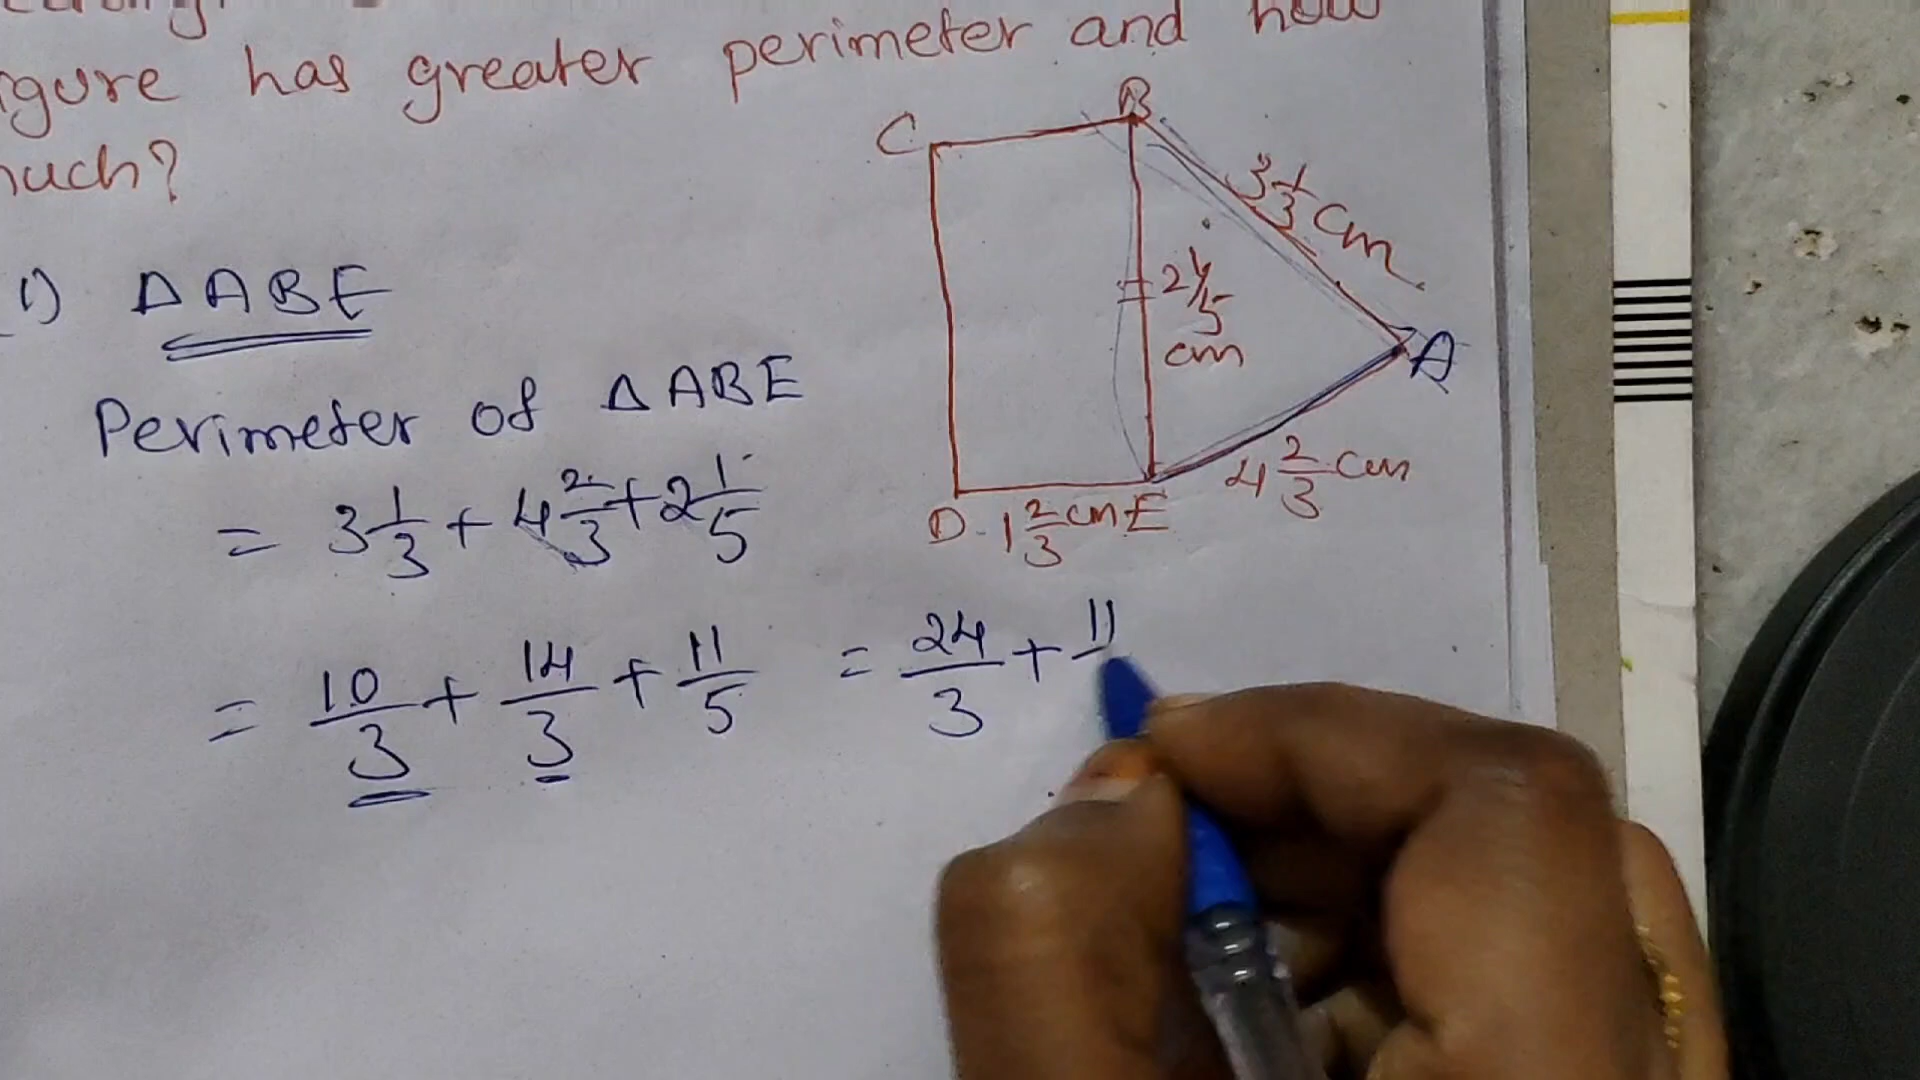 has greater perimeter and how
much?
B
C
3 1/3 cm
2 1/5
cm
A
4 2/3 cm
D 1 2/3 cm E
1) △ABE
Perimeter of △ABE
= 3 1/3 + 4 2/3 + 2 1/5
= 10/3 + 14/3 + 11/5 = 24/3 + 11